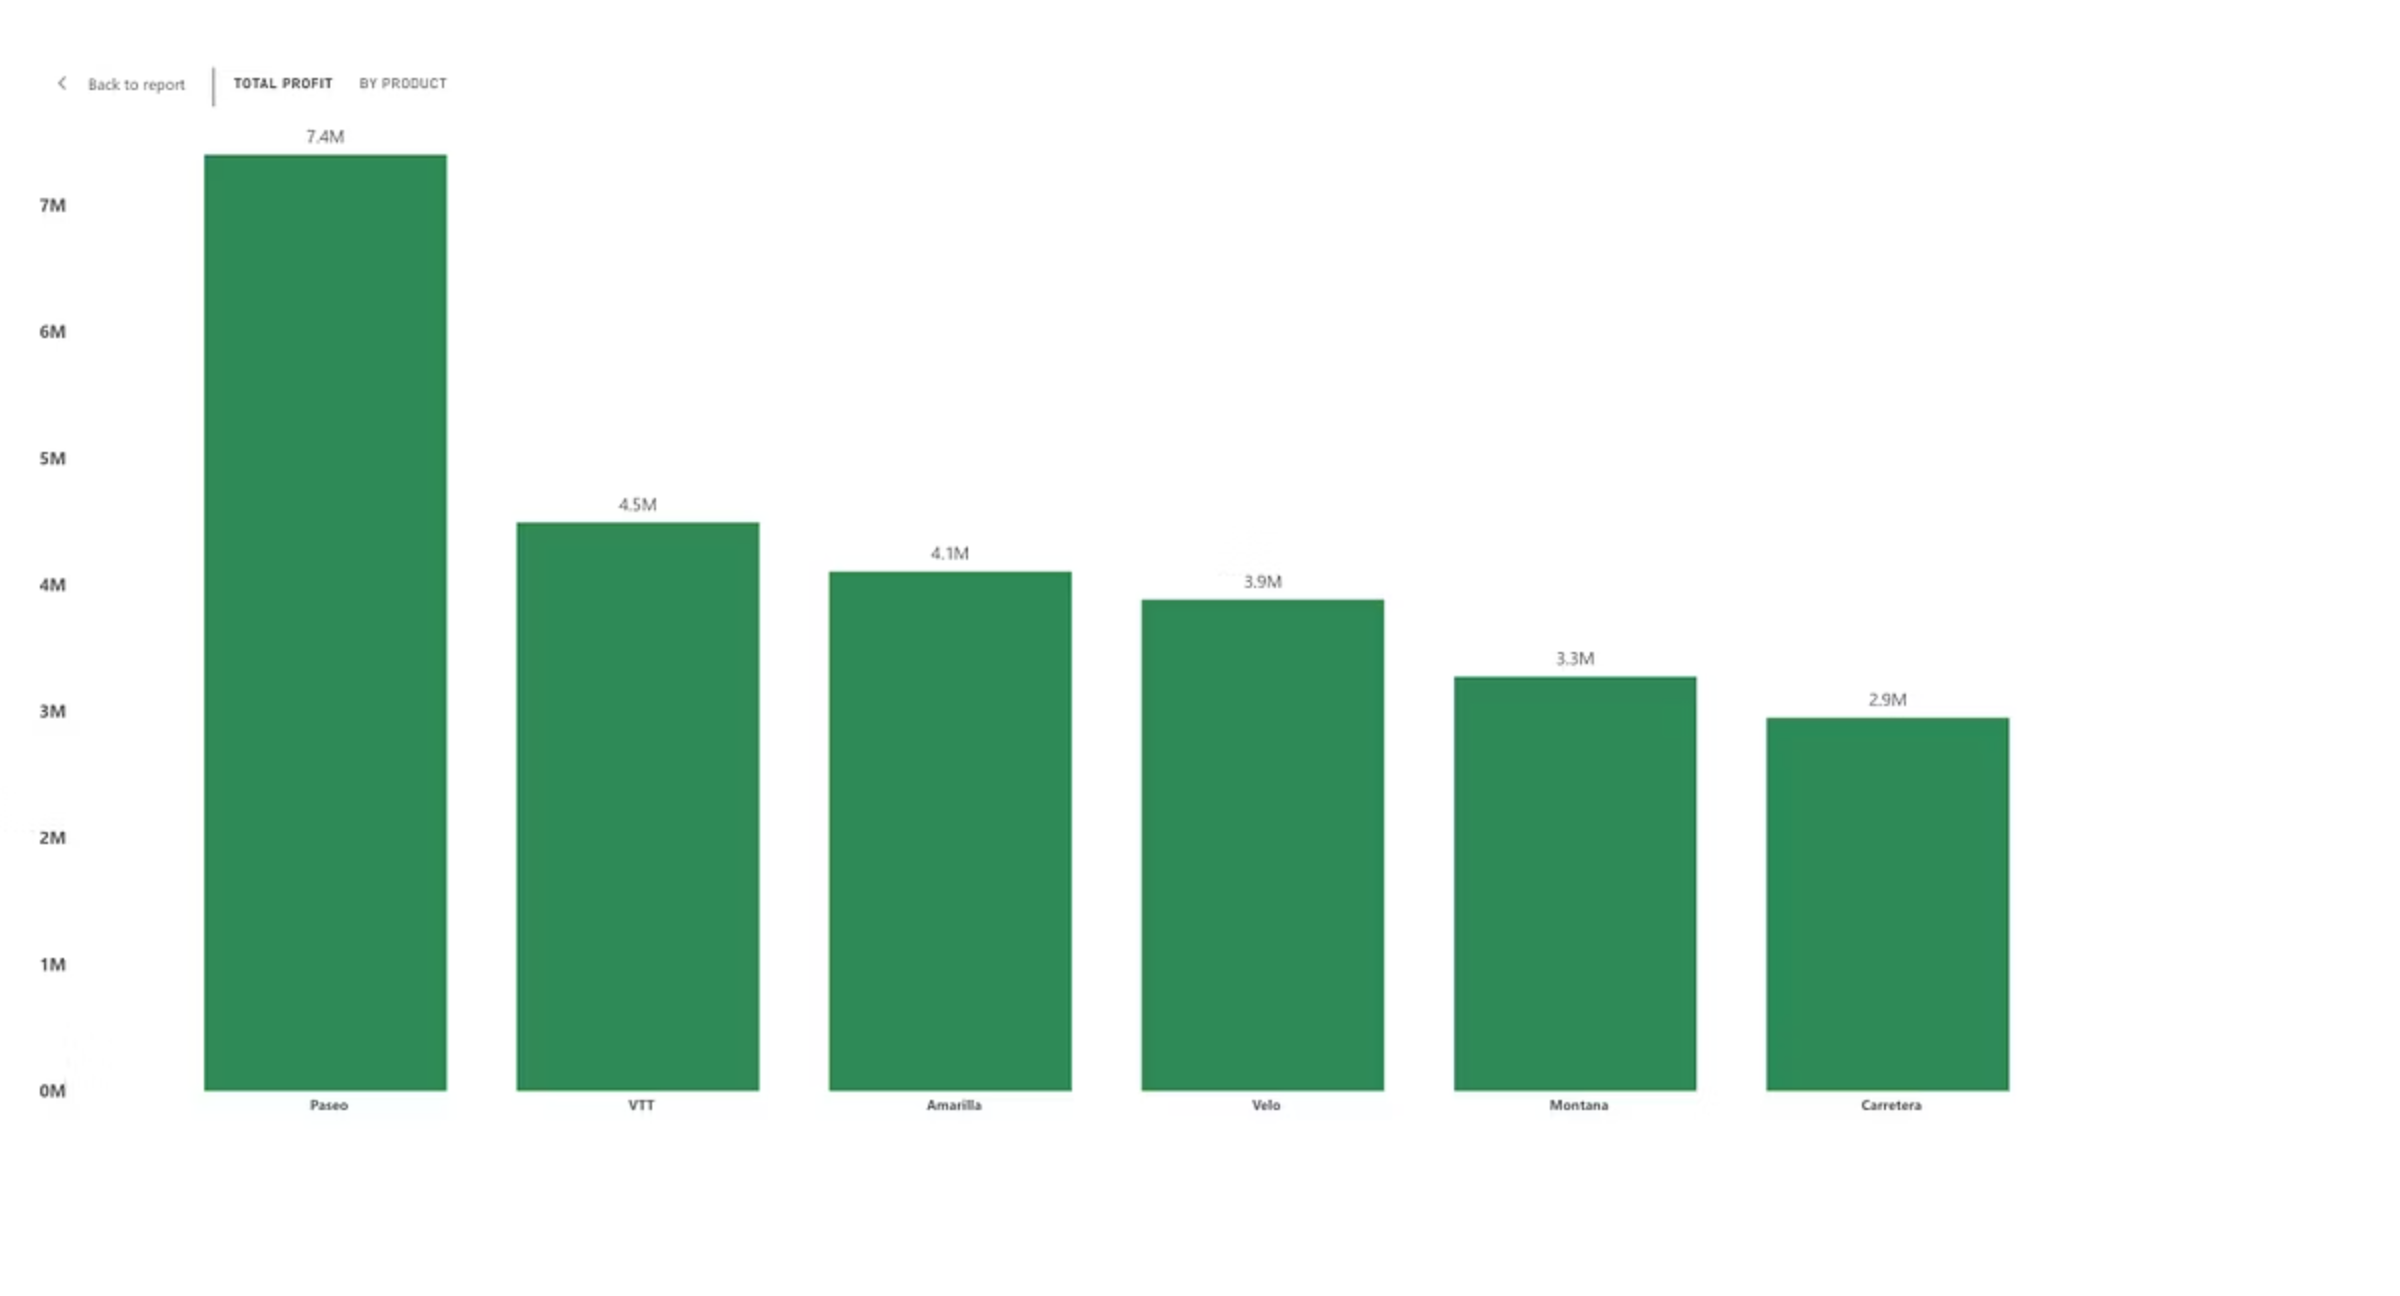 Back to report TOTAL PROFIT BY PRODUCT
7.4M
7M
6M
5M
4.5M
4.1M
4M
3.9M
3.3M
3M
2.9M
2M
1M
0M
Paseo VTT Amarilla Velo Montana Carretera